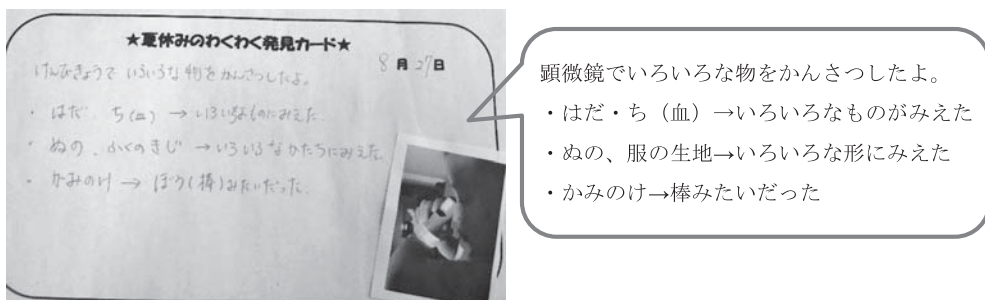 ★夏休みのわくわく発見カード★
8月27日
けんびきょうで いろいろな物をかんさつしたよ。
・はだ、ち(血) → いろいろなものにみえた
・ぬの、ふくのきじ → いろいろなかたちにみえた
・かみのけ → ぼう(棒)みたいだった
顕微鏡でいろいろな物をかんさつしたよ。
・はだ・ち（血）→いろいろなものがみえた
・ぬの、服の生地→いろいろな形にみえた
・かみのけ→棒みたいだった